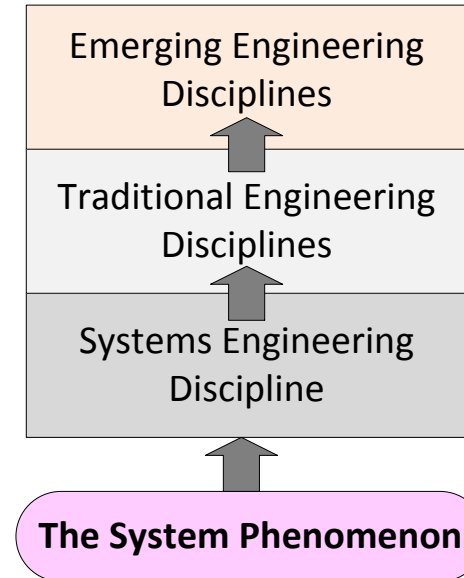 Emerging Engineering
Disciplines
Traditional Engineering
Disciplines
Systems Engineering
Discipline
The System Phenomenon